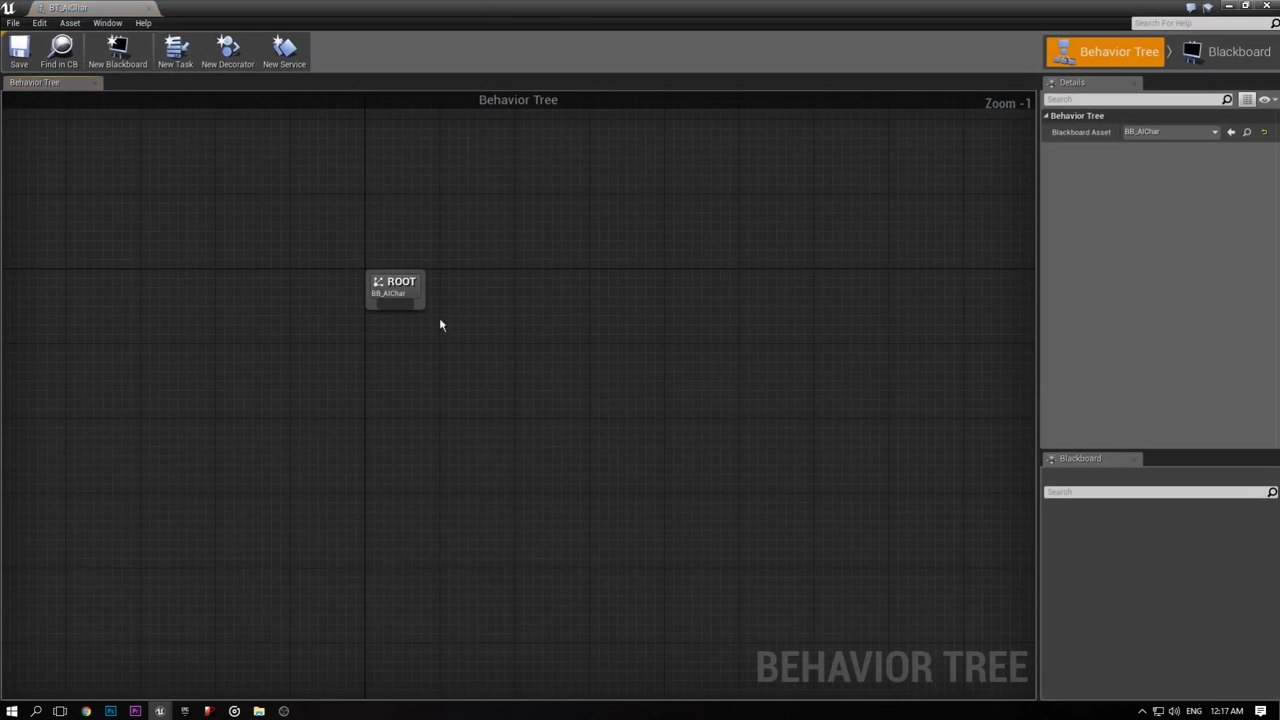 BT_AIChar
File Edit Asset Window Help
Search For Help
Save Find in CB New Blackboard New Task New Decorator New Service
Behavior Tree Blackboard
Behavior Tree
Details
Behavior Tree
Zoom -1
Search
Behavior Tree
Blackboard Asset BB_AIChar
ROOT
BB_AIChar
Blackboard
Search
BEHAVIOR TREE
ENG 12:17 AM